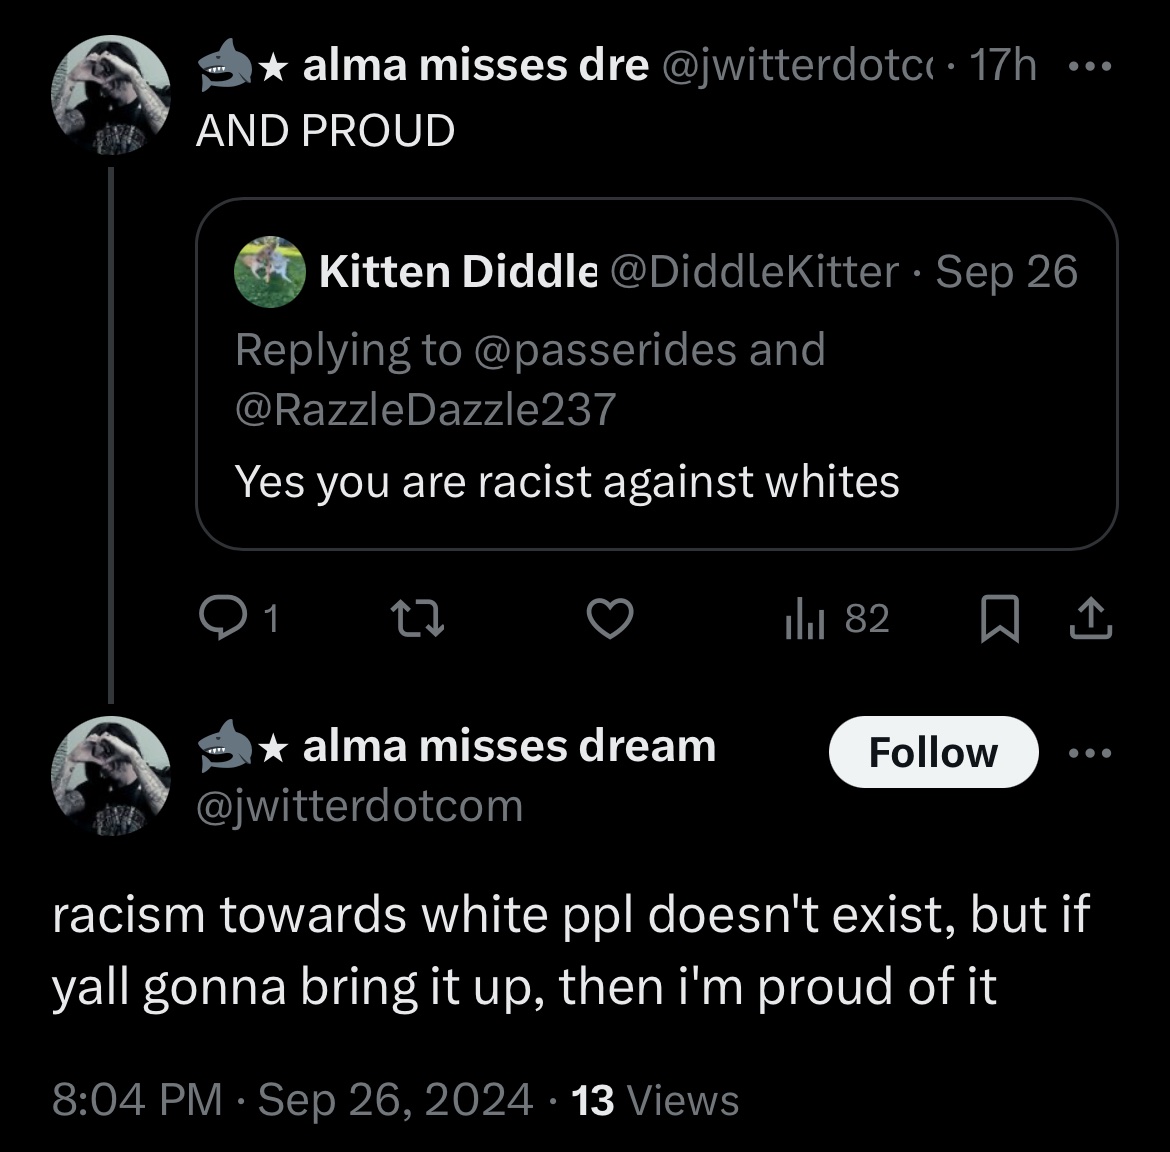 alma misses dre @jwitterdotc · 17h
AND PROUD
Kitten Diddle @DiddleKitter · Sep 26
Replying to @passerides and
@RazzleDazzle237
Yes you are racist against whites
1 82
alma misses dream
Follow
@jwitterdotcom
racism towards white ppl doesn't exist, but if
yall gonna bring it up, then i'm proud of it
8:04 PM · Sep 26, 2024 · 13 Views